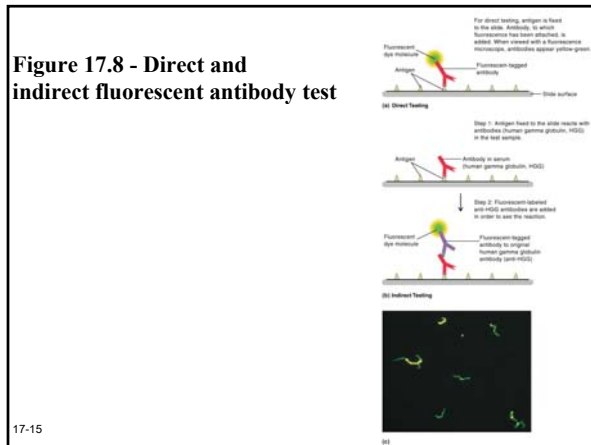 Figure 17.8 - Direct and
indirect fluorescent antibody test
For direct testing, antigen is fixed
to the slide. Antibody, to which
fluorescence has been attached, is
added. When viewed with a fluorescence
microscope, antibodies appear yellow-green.
Fluorescent
dye molecule
Fluorescent-tagged
antibody
Antigen
Slide surface
(a) Direct Testing
Step 1: Antigen fixed to the slide reacts with
antibodies (human gamma globulin, HGG)
in the test sample.
Antigen
Antibody in serum
(human gamma globulin, HGG)
Step 2: Fluorescent-labeled
anti-HGG antibodies are added
in order to see the reaction.
Fluorescent
dye molecule
Fluorescent-tagged
antibody to original
human gamma globulin
antibody (anti-HGG)
(b) Indirect Testing
(c)
17-15